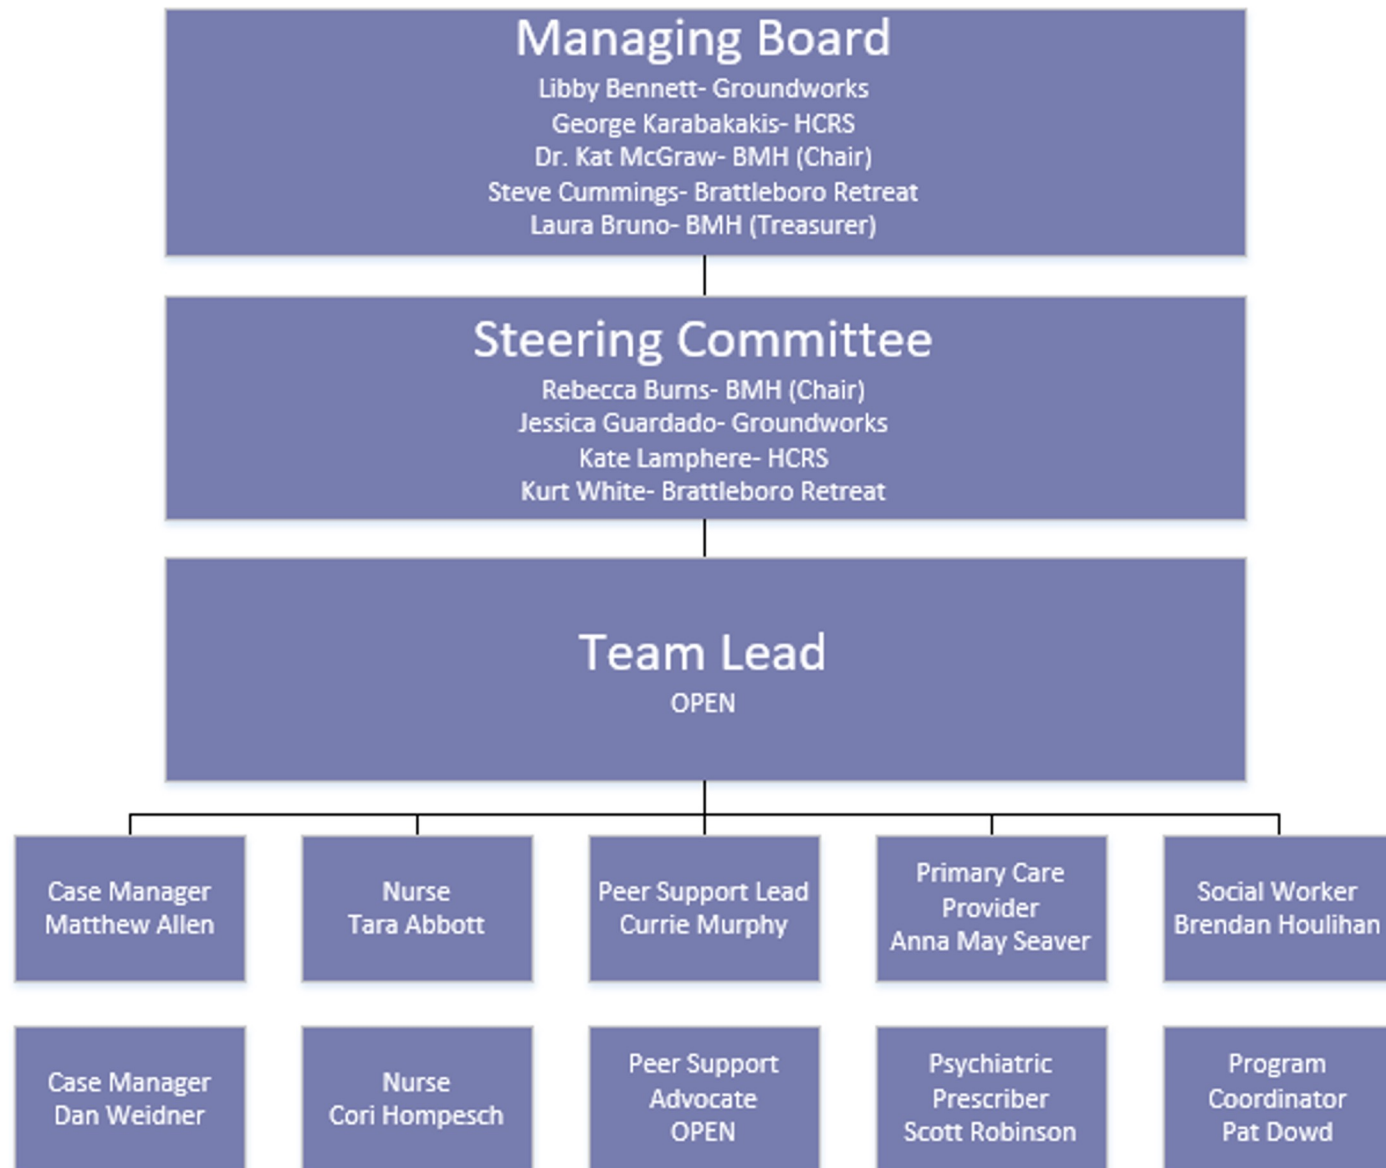 Managing Board
Libby Bennett- Groundworks
George Karabakakis- HCRS
Dr. Kat McGraw- BMH (Chair)
Steve Cummings- Brattleboro Retreat
Laura Bruno- BMH (Treasurer)
Steering Committee
Rebecca Burns- BMH (Chair)
Jessica Guardado- Groundworks
Kate Lamphere- HCRS
Kurt White- Brattleboro Retreat
Team Lead
OPEN
Case Manager
Matthew Allen
Nurse
Tara Abbott
Peer Support Lead
Currie Murphy
Primary Care
Provider
Anna May Seaver
Social Worker
Brendan Houlihan
Case Manager
Dan Weidner
Nurse
Cori Hompesch
Peer Support
Advocate
OPEN
Psychiatric
Prescriber
Scott Robinson
Program
Coordinator
Pat Dowd